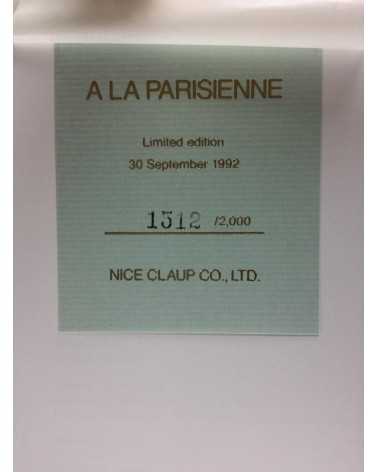 A LA PARISIENNE
Limited edition
30 September 1992
1512 /2,000
NICE CLAUP CO., LTD.